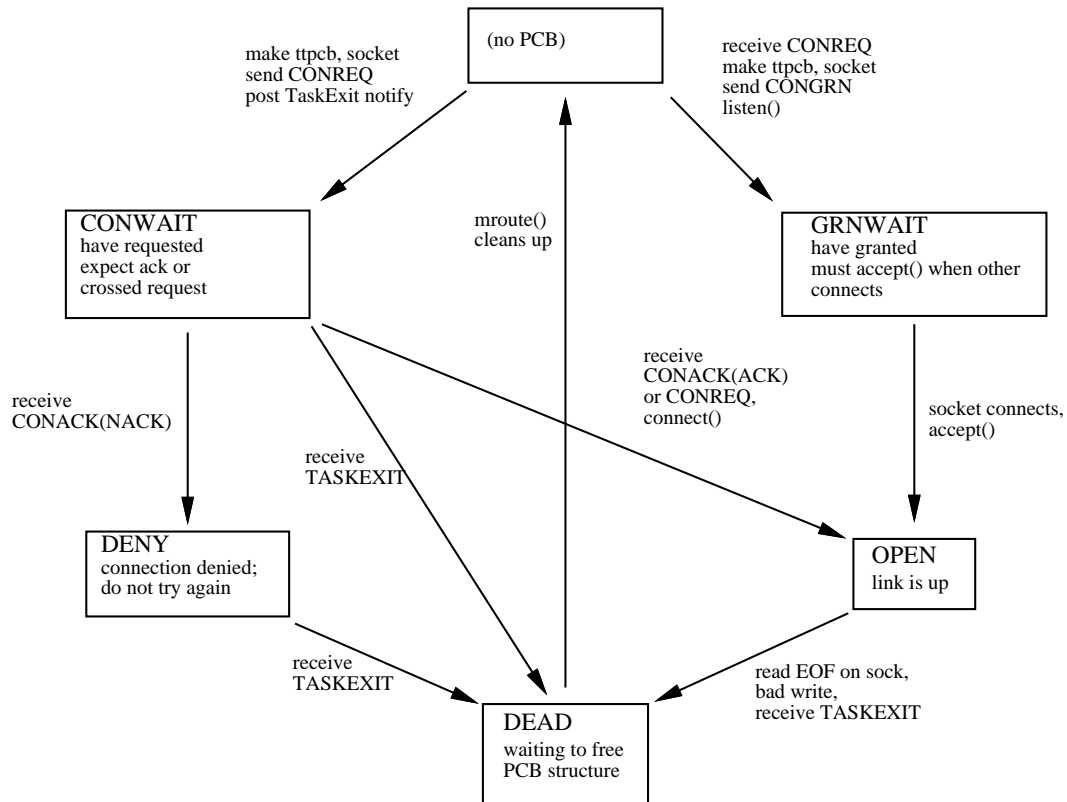 (no PCB)
make ttpcb, socket
send CONREQ
post TaskExit notify
receive CONREQ
make ttpcb, socket
send CONGRN
listen()
CONWAIT
have requested
expect ack or
crossed request
mroute()
cleans up
GRNWAIT
have granted
must accept() when other
connects
receive
CONACK(NACK)
receive
TASKEXIT
receive
CONACK(ACK)
or CONREQ,
connect()
socket connects,
accept()
DENY
connection denied;
do not try again
OPEN
link is up
receive
TASKEXIT
read EOF on sock,
bad write,
receive TASKEXIT
DEAD
waiting to free
PCB structure